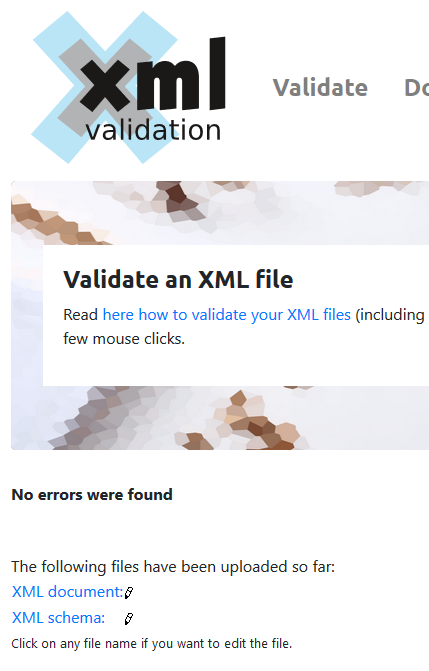 xml
validation
Validate
Do
Validate an XML file
Read here how to validate your XML files (including
few mouse clicks.
No errors were found
The following files have been uploaded so far:
XML document:
XML schema:
Click on any file name if you want to edit the file.